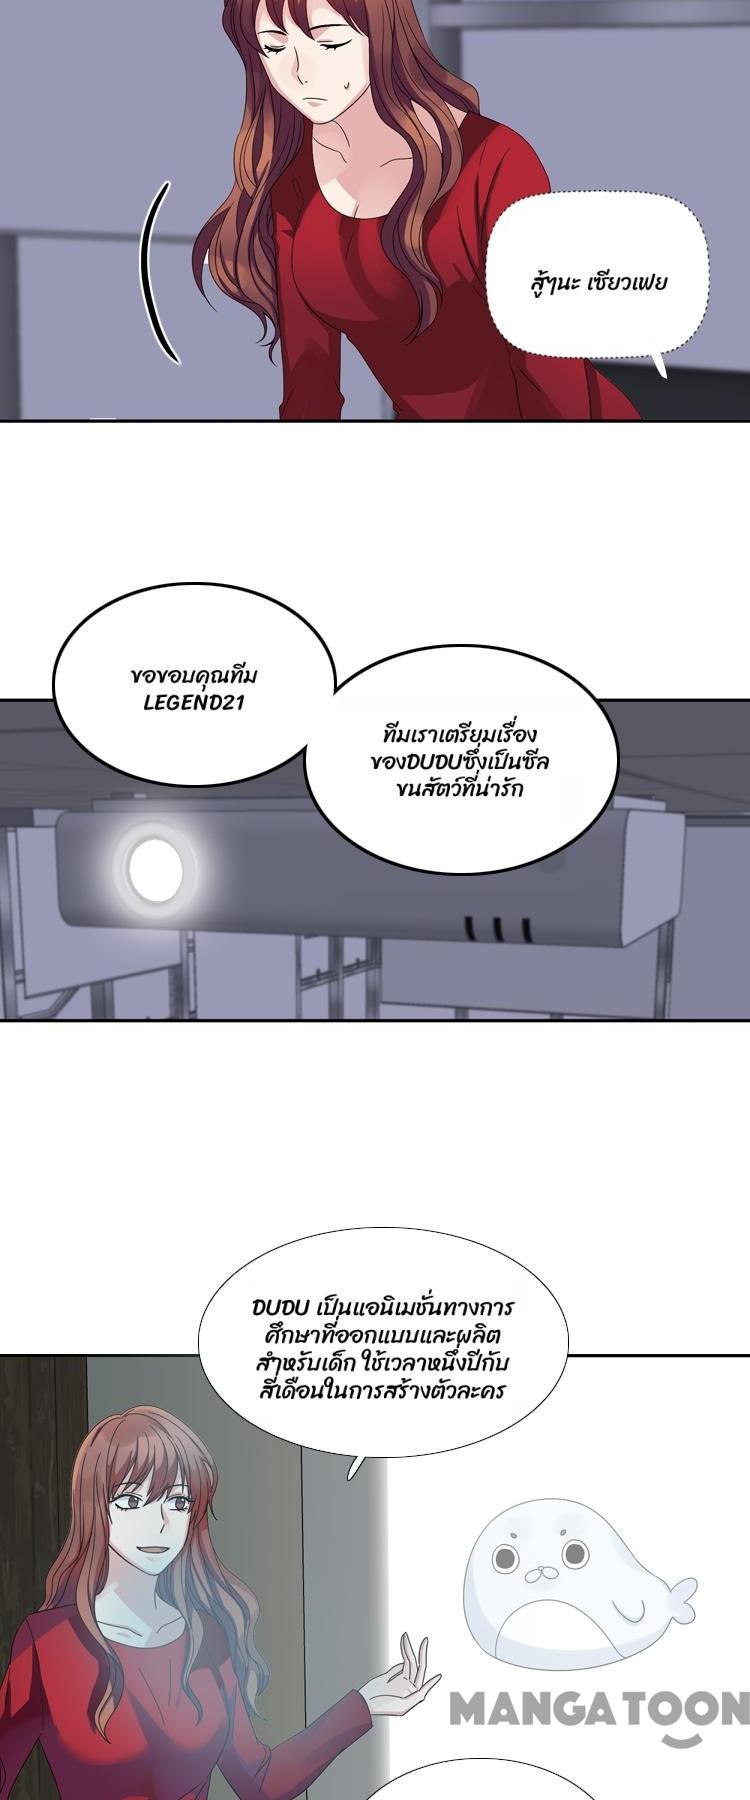 สู้ๆนะ เซียวเฟย
ขอขอบคุณทีม
LEGEND21
ทีมเราเตรียมเรื่อง
ของDUDUซึ่งเป็นซีล
ขนสัตว์ที่น่ารัก
DUDU เป็นแอนิเมชั่นทางการ
ศึกษาที่ออกแบบและผลิต
สำหรับเด็ก ใช้เวลาหนึ่งปีกับ
สี่เดือนในการสร้างตัวละคร
MANGATOON